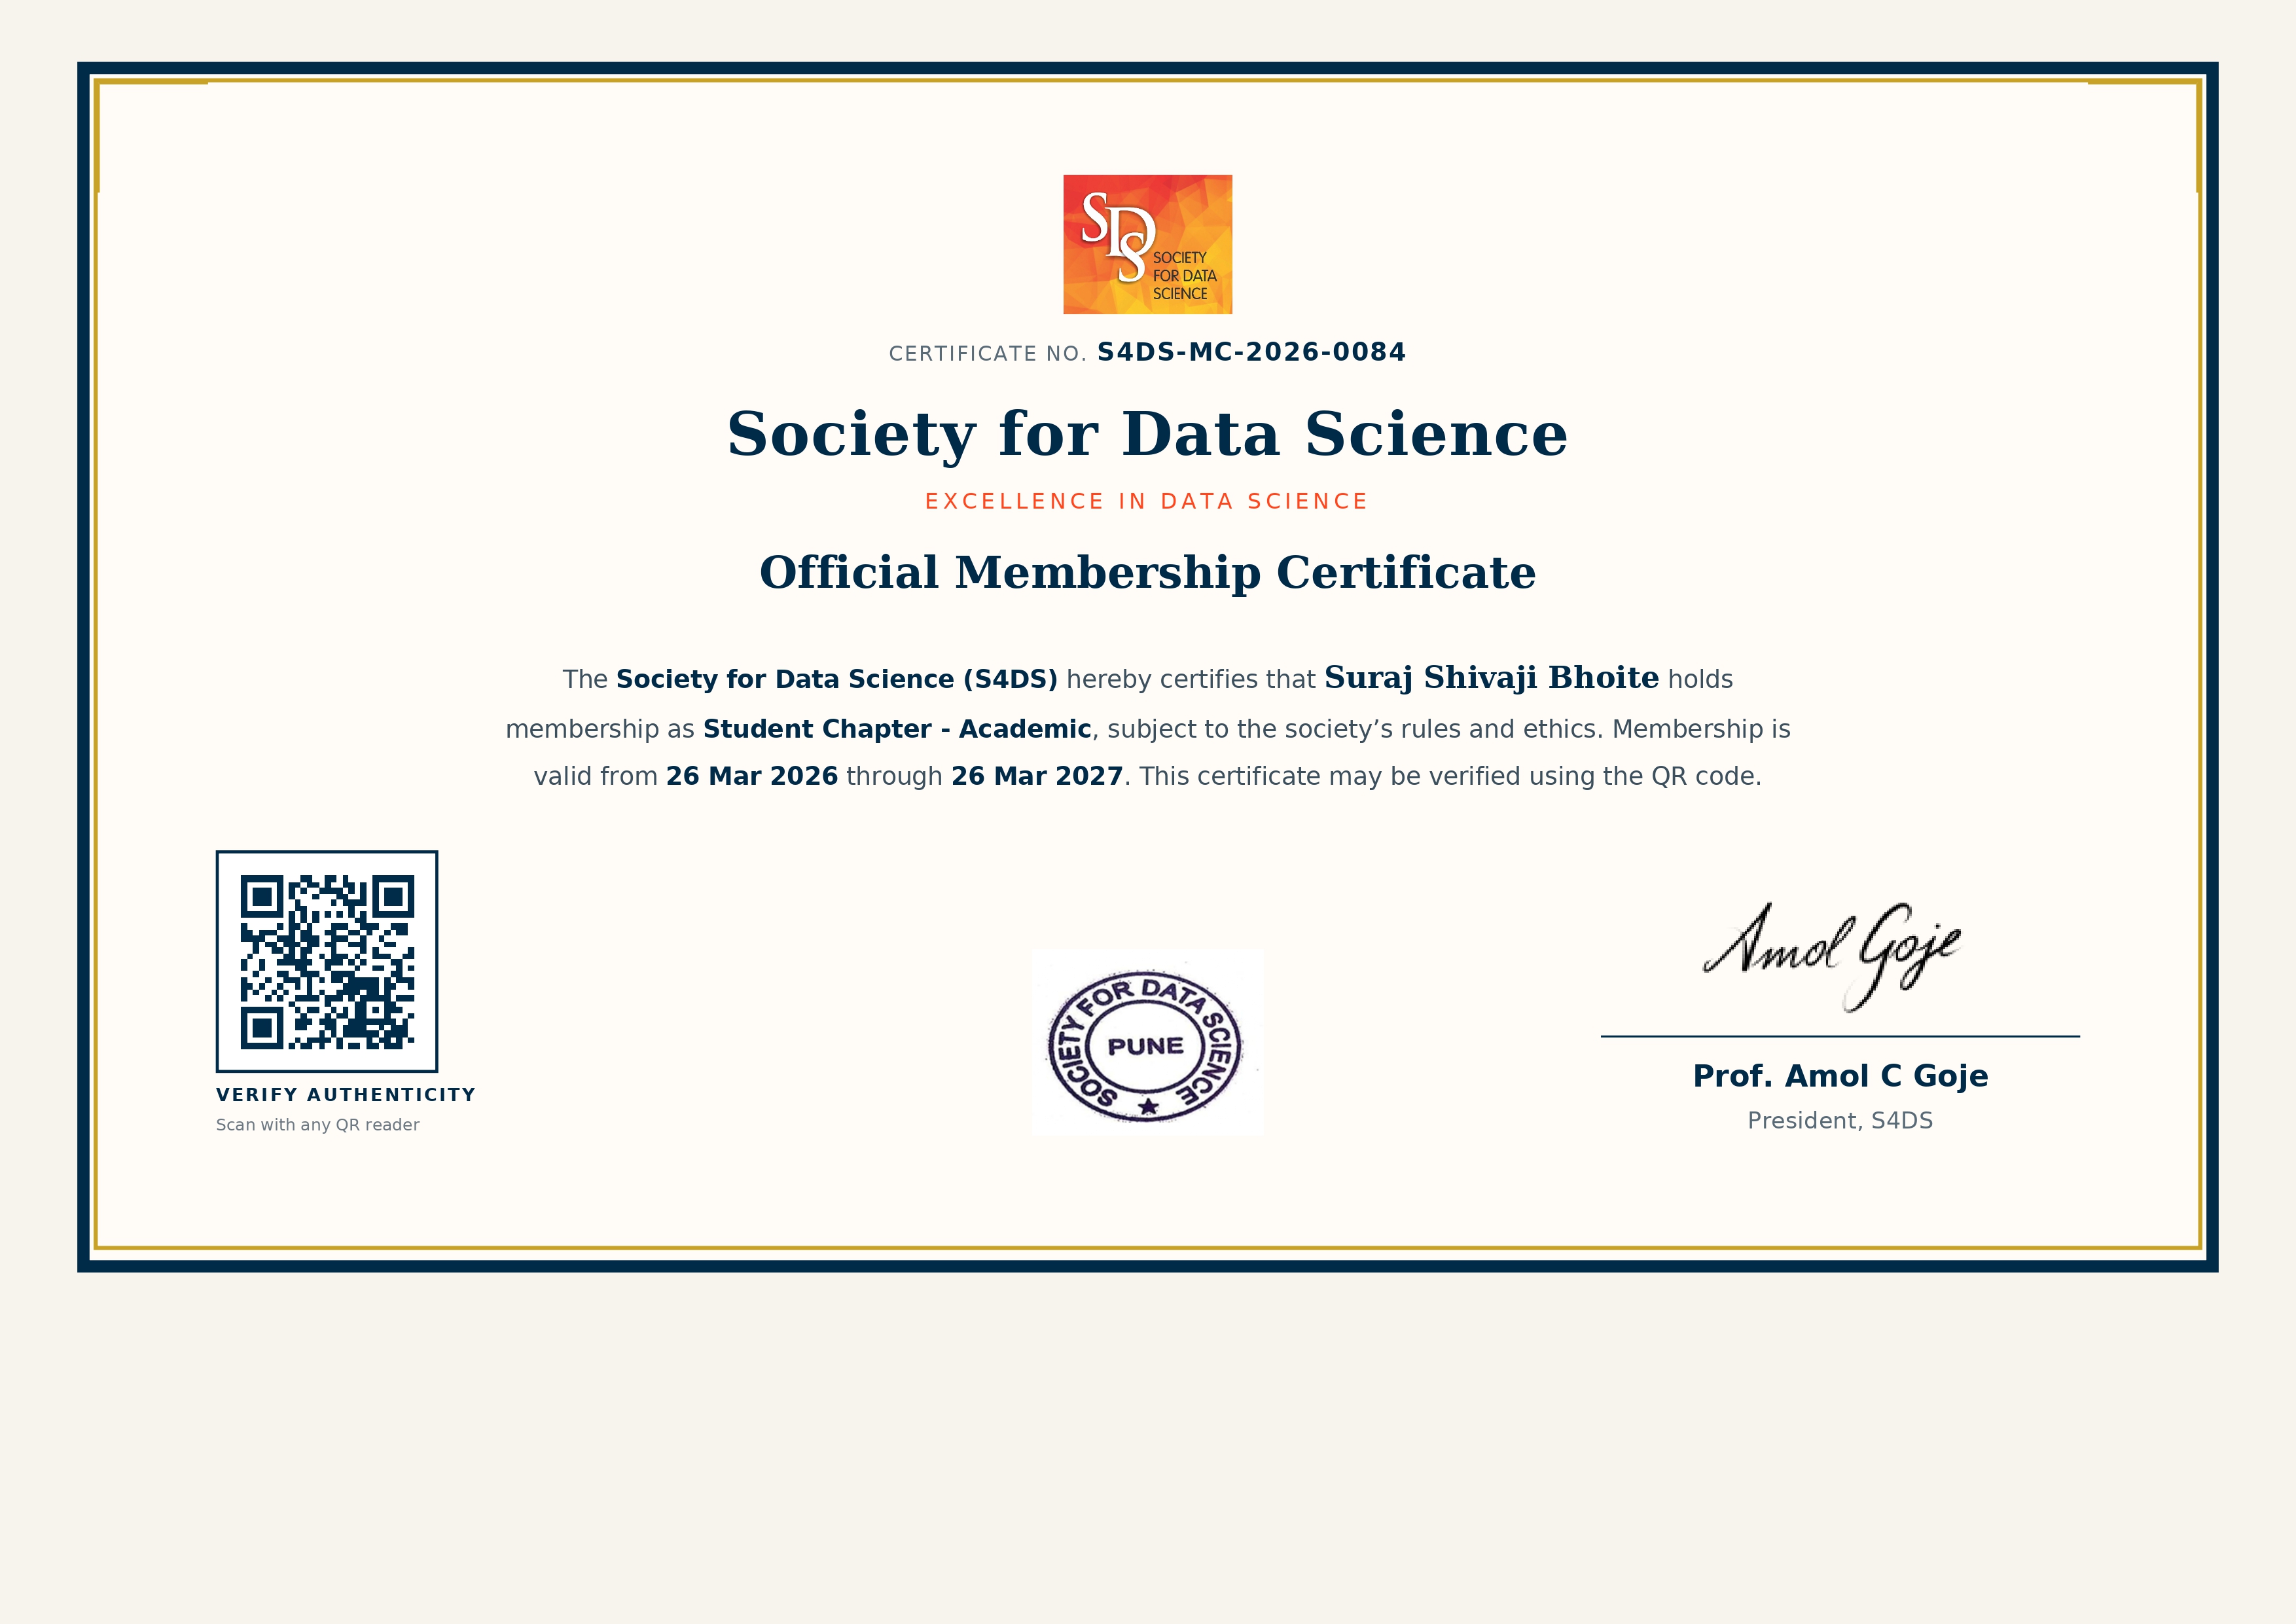 SDS
SOCIETY
FOR DATA
SCIENCE
CERTIFICATE NO. S4DS-MC-2026-0084
Society for Data Science
EXCELLENCE IN DATA SCIENCE
Official Membership Certificate
The Society for Data Science (S4DS) hereby certifies that Suraj Shivaji Bhoite holds
membership as Student Chapter - Academic, subject to the society’s rules and ethics. Membership is
valid from 26 Mar 2026 through 26 Mar 2027. This certificate may be verified using the QR code.
VERIFY AUTHENTICITY
Scan with any QR reader
SOCIETY FOR DATA SCIENCE
PUNE
Amol Goje
Prof. Amol C Goje
President, S4DS